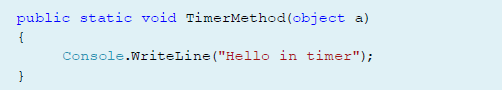 public static void TimerMethod(object a)
{
Console.WriteLine("Hello in timer");
}